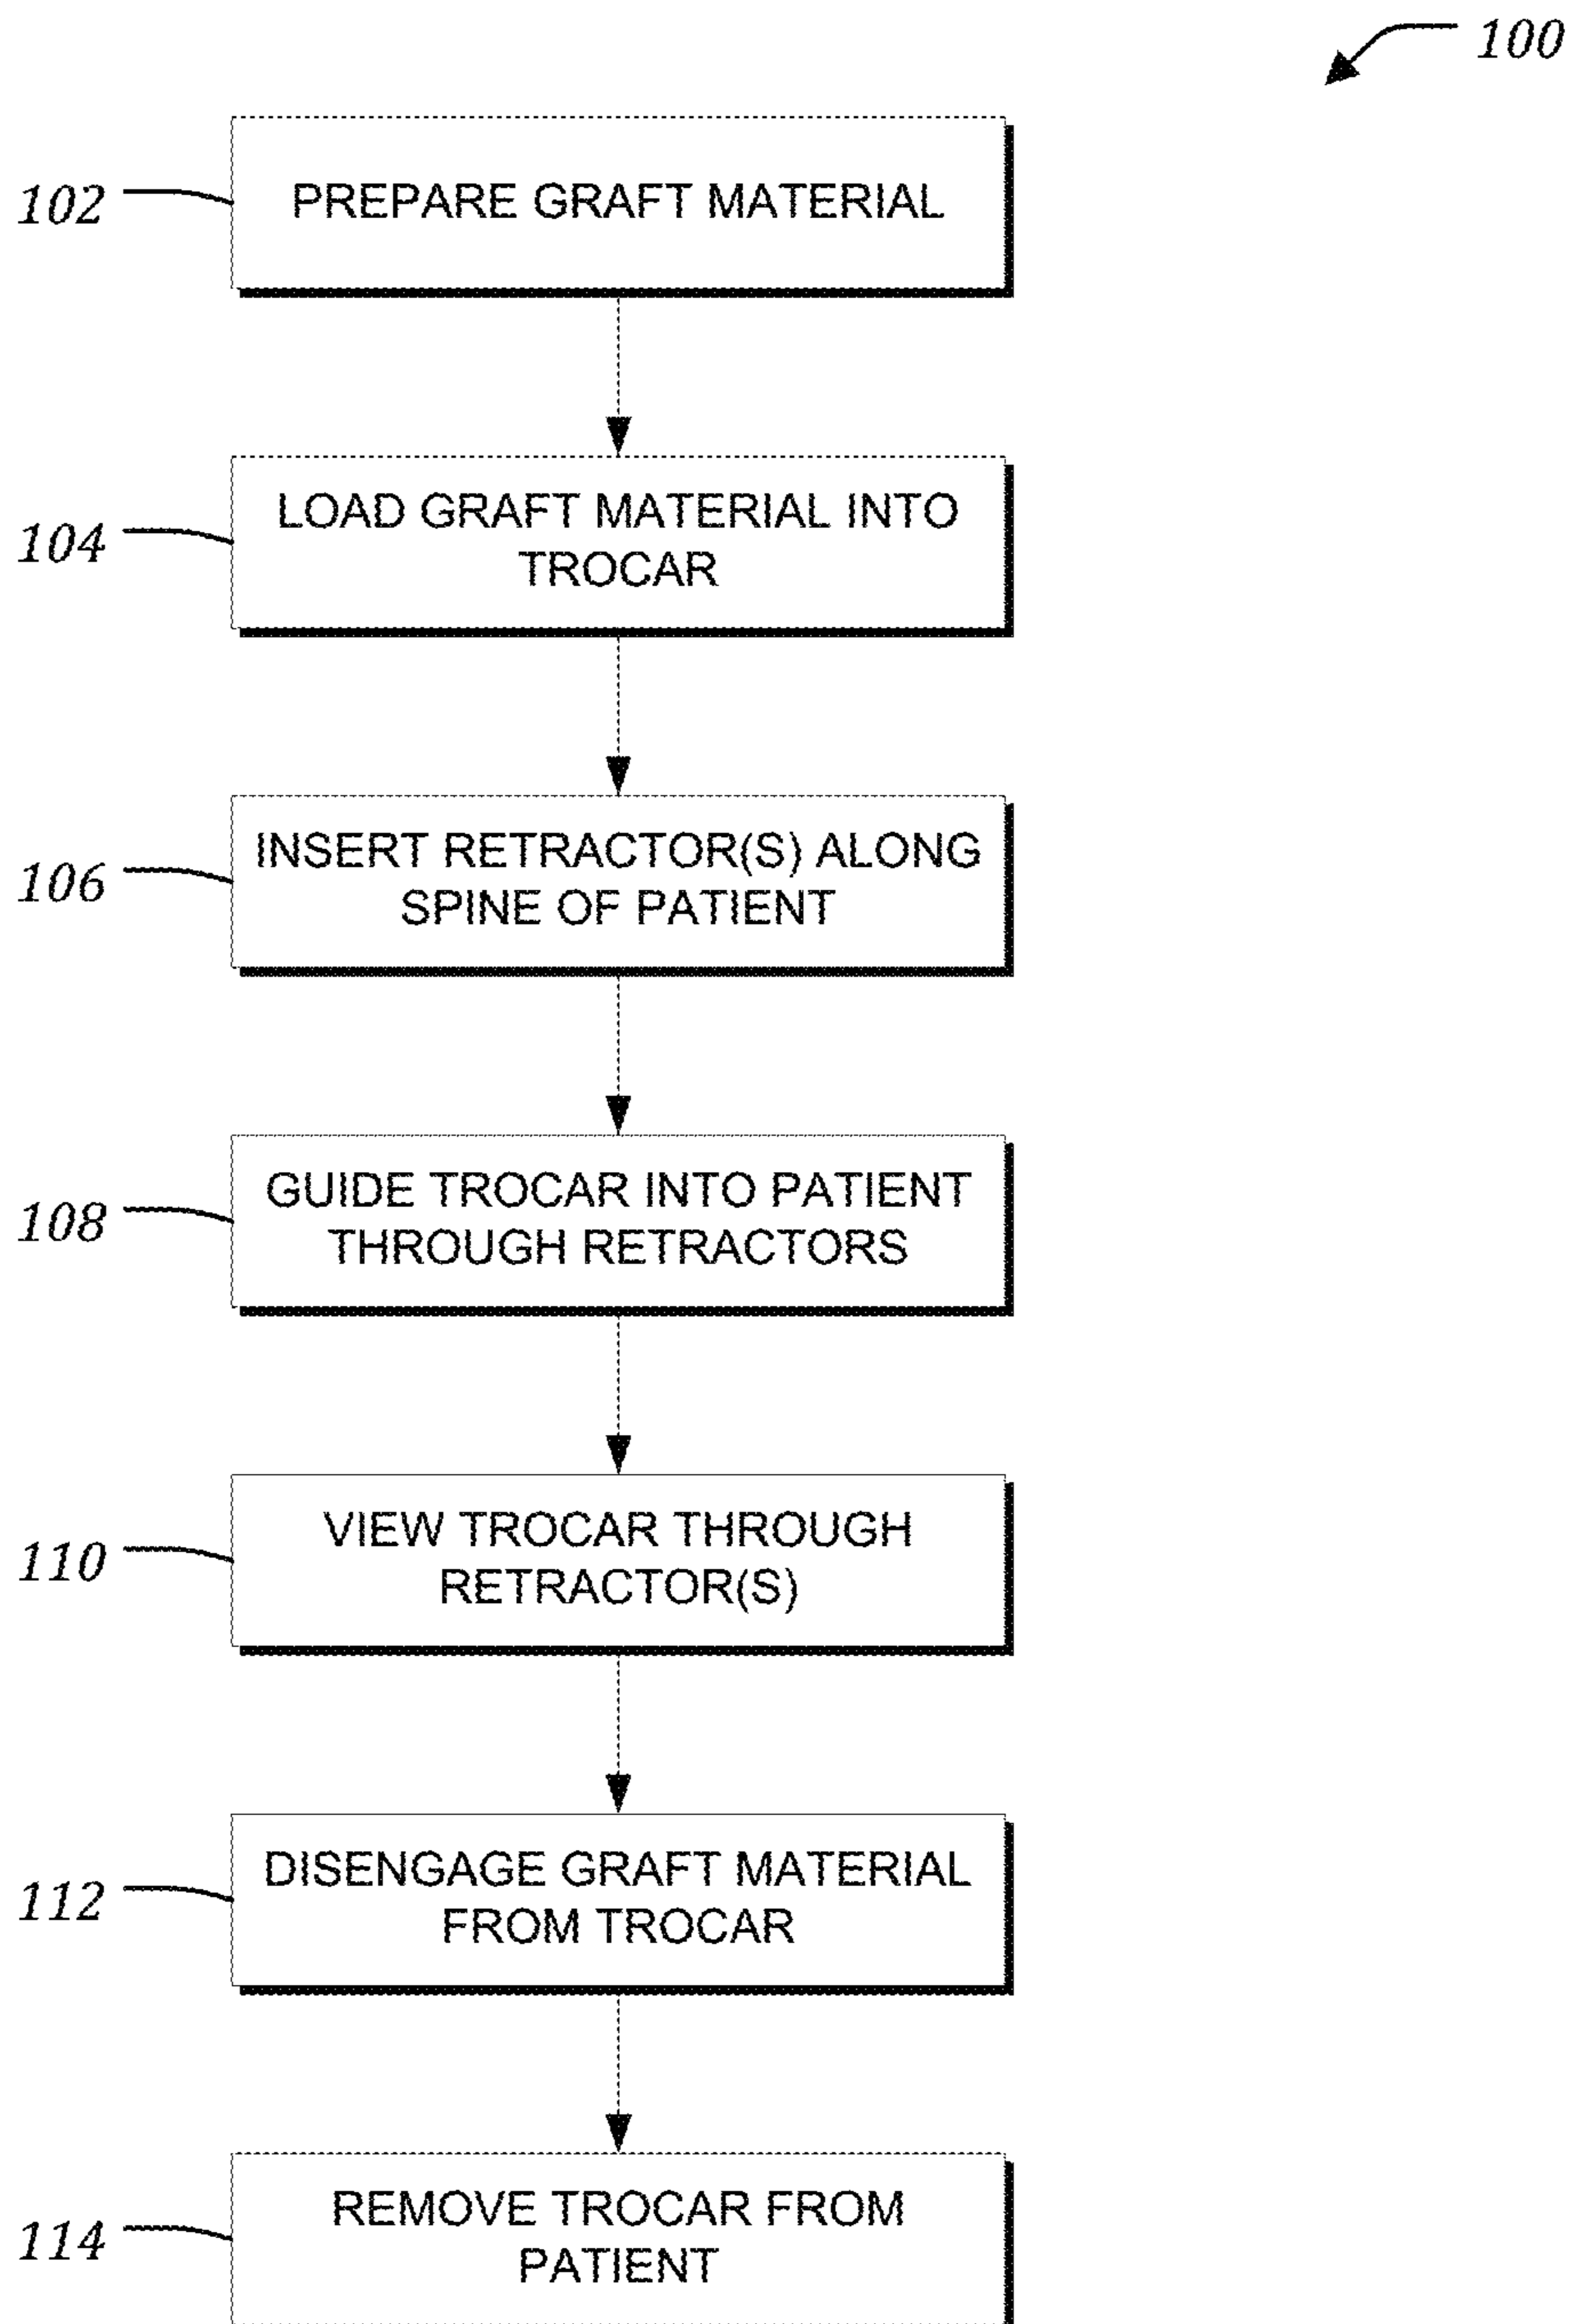 100
102
PREPARE GRAFT MATERIAL
104
LOAD GRAFT MATERIAL INTO
TROCAR
106
INSERT RETRACTOR(S) ALONG
SPINE OF PATIENT
108
GUIDE TROCAR INTO PATIENT
THROUGH RETRACTORS
110
VIEW TROCAR THROUGH
RETRACTOR(S)
112
DISENGAGE GRAFT MATERIAL
FROM TROCAR
114
REMOVE TROCAR FROM
PATIENT